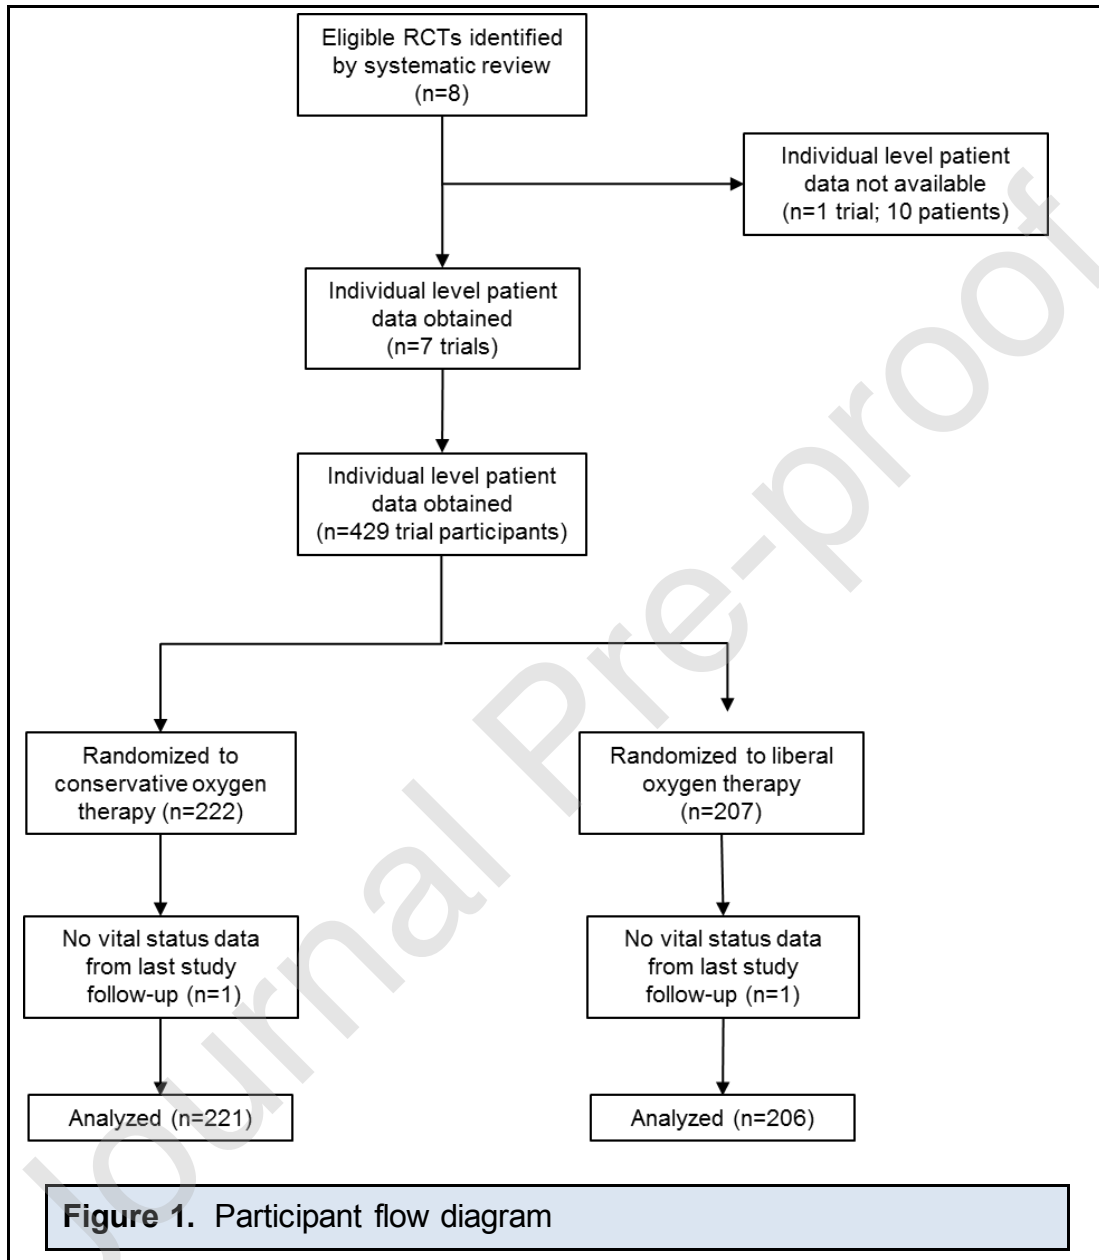 Eligible RCTs identified
by systematic review
(n=8)
Individual level patient
data not available
(n=1 trial; 10 patients)
Individual level patient
data obtained
(n=7 trials)
Individual level patient
data obtained
(n=429 trial participants)
Randomized to
conservative oxygen
therapy (n=222)
Randomized to liberal
oxygen therapy
(n=207)
No vital status data
from last study
follow-up (n=1)
No vital status data
from last study
follow-up (n=1)
Analyzed (n=221)
Analyzed (n=206)
Journal Pre-proof
Figure 1. Participant flow diagram